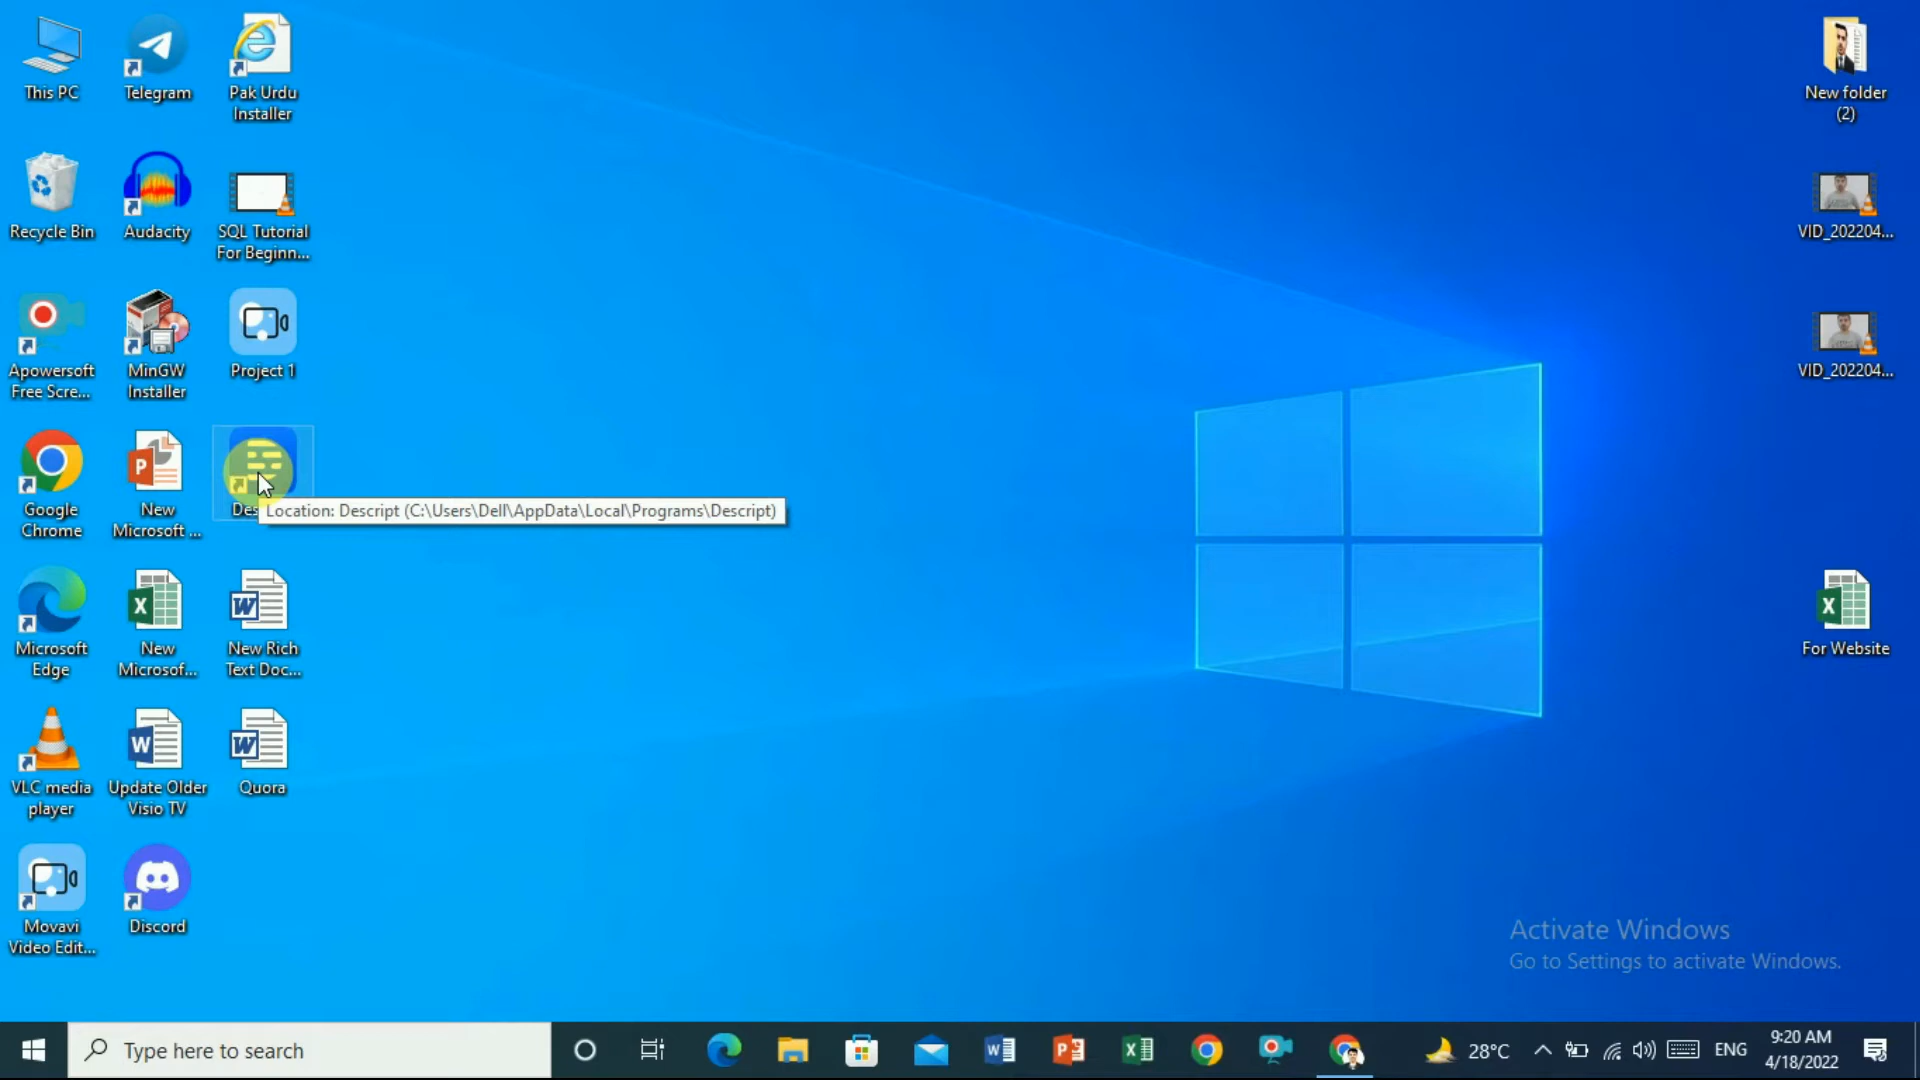 This PC
Telegram
Pak Urdu
Installer
New folder
(2)
Recycle Bin
Audacity
SQL Tutorial
For Beginn...
VID_202204...
Apowersoft
Free Scre...
MinGW
Installer
Project 1
VID_202204...
Google
Chrome
New
Microsoft ...
Des
Location: Descript (C:\Users\Dell\AppData\Local\Programs\Descript)
Microsoft
Edge
New
Microsof...
New Rich
Text Doc...
For Website
VLC media
player
Update Older
Visio TV
Quora
Movavi
Video Edit...
Discord
Activate Windows
Go to Settings to activate Windows.
Type here to search
28°C
ENG
9:20 AM
4/18/2022